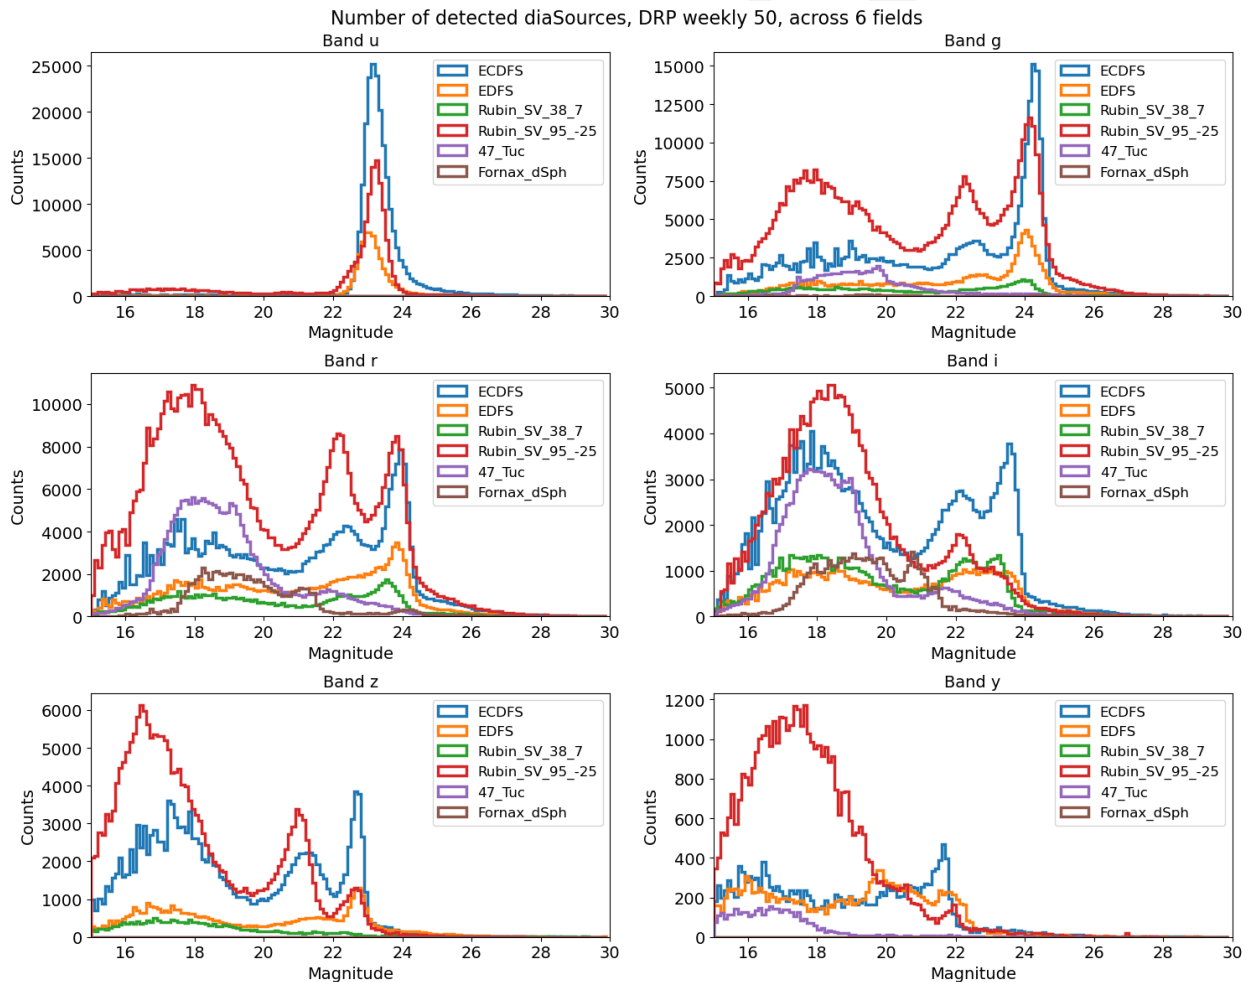 Number of detected diaSources, DRP weekly 50, across 6 fields
Band u
25000
20000
15000
10000
5000
0
Counts
16 18 20 22 24 26 28 30
Magnitude
ECDFS
EDFS
Rubin_SV_38_7
Rubin_SV_95_-25
47_Tuc
Fornax_dSph
Band g
15000
12500
10000
7500
5000
2500
0
Counts
16 18 20 22 24 26 28 30
Magnitude
ECDFS
EDFS
Rubin_SV_38_7
Rubin_SV_95_-25
47_Tuc
Fornax_dSph
Band r
10000
8000
6000
4000
2000
0
Counts
16 18 20 22 24 26 28 30
Magnitude
ECDFS
EDFS
Rubin_SV_38_7
Rubin_SV_95_-25
47_Tuc
Fornax_dSph
Band i
5000
4000
3000
2000
1000
0
Counts
16 18 20 22 24 26 28 30
Magnitude
ECDFS
EDFS
Rubin_SV_38_7
Rubin_SV_95_-25
47_Tuc
Fornax_dSph
Band z
6000
5000
4000
3000
2000
1000
0
Counts
16 18 20 22 24 26 28 30
Magnitude
ECDFS
EDFS
Rubin_SV_38_7
Rubin_SV_95_-25
47_Tuc
Fornax_dSph
Band y
1200
1000
800
600
400
200
0
Counts
16 18 20 22 24 26 28 30
Magnitude
ECDFS
EDFS
Rubin_SV_38_7
Rubin_SV_95_-25
47_Tuc
Fornax_dSph